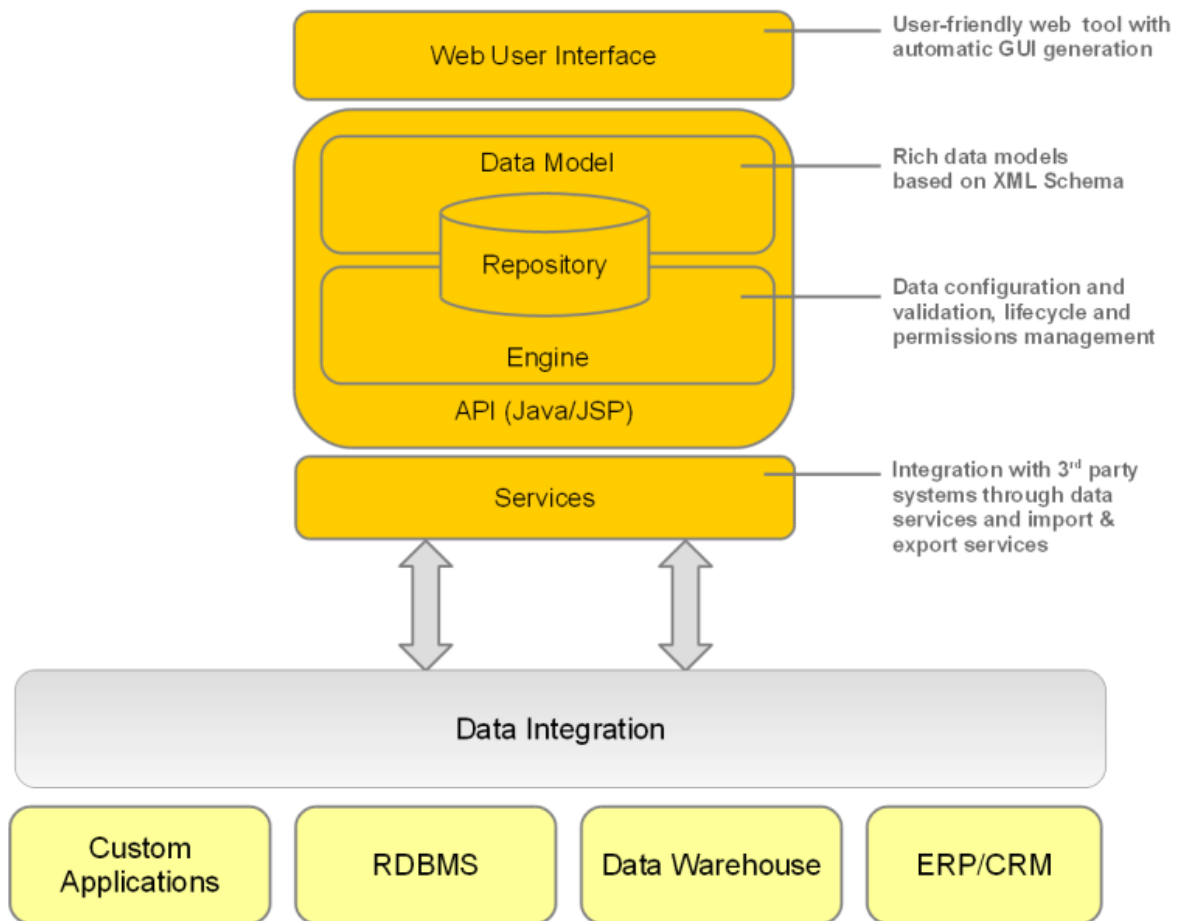 Web User Interface
User-friendly web tool with
automatic GUI generation
Data Model
Rich data models
based on XML Schema
Repository
Data configuration and
validation, lifecycle and
permissions management
Engine
API (Java/JSP)
Services
Integration with 3rd party
systems through data
services and import &
export services
Data Integration
Custom
Applications
RDBMS
Data Warehouse
ERP/CRM